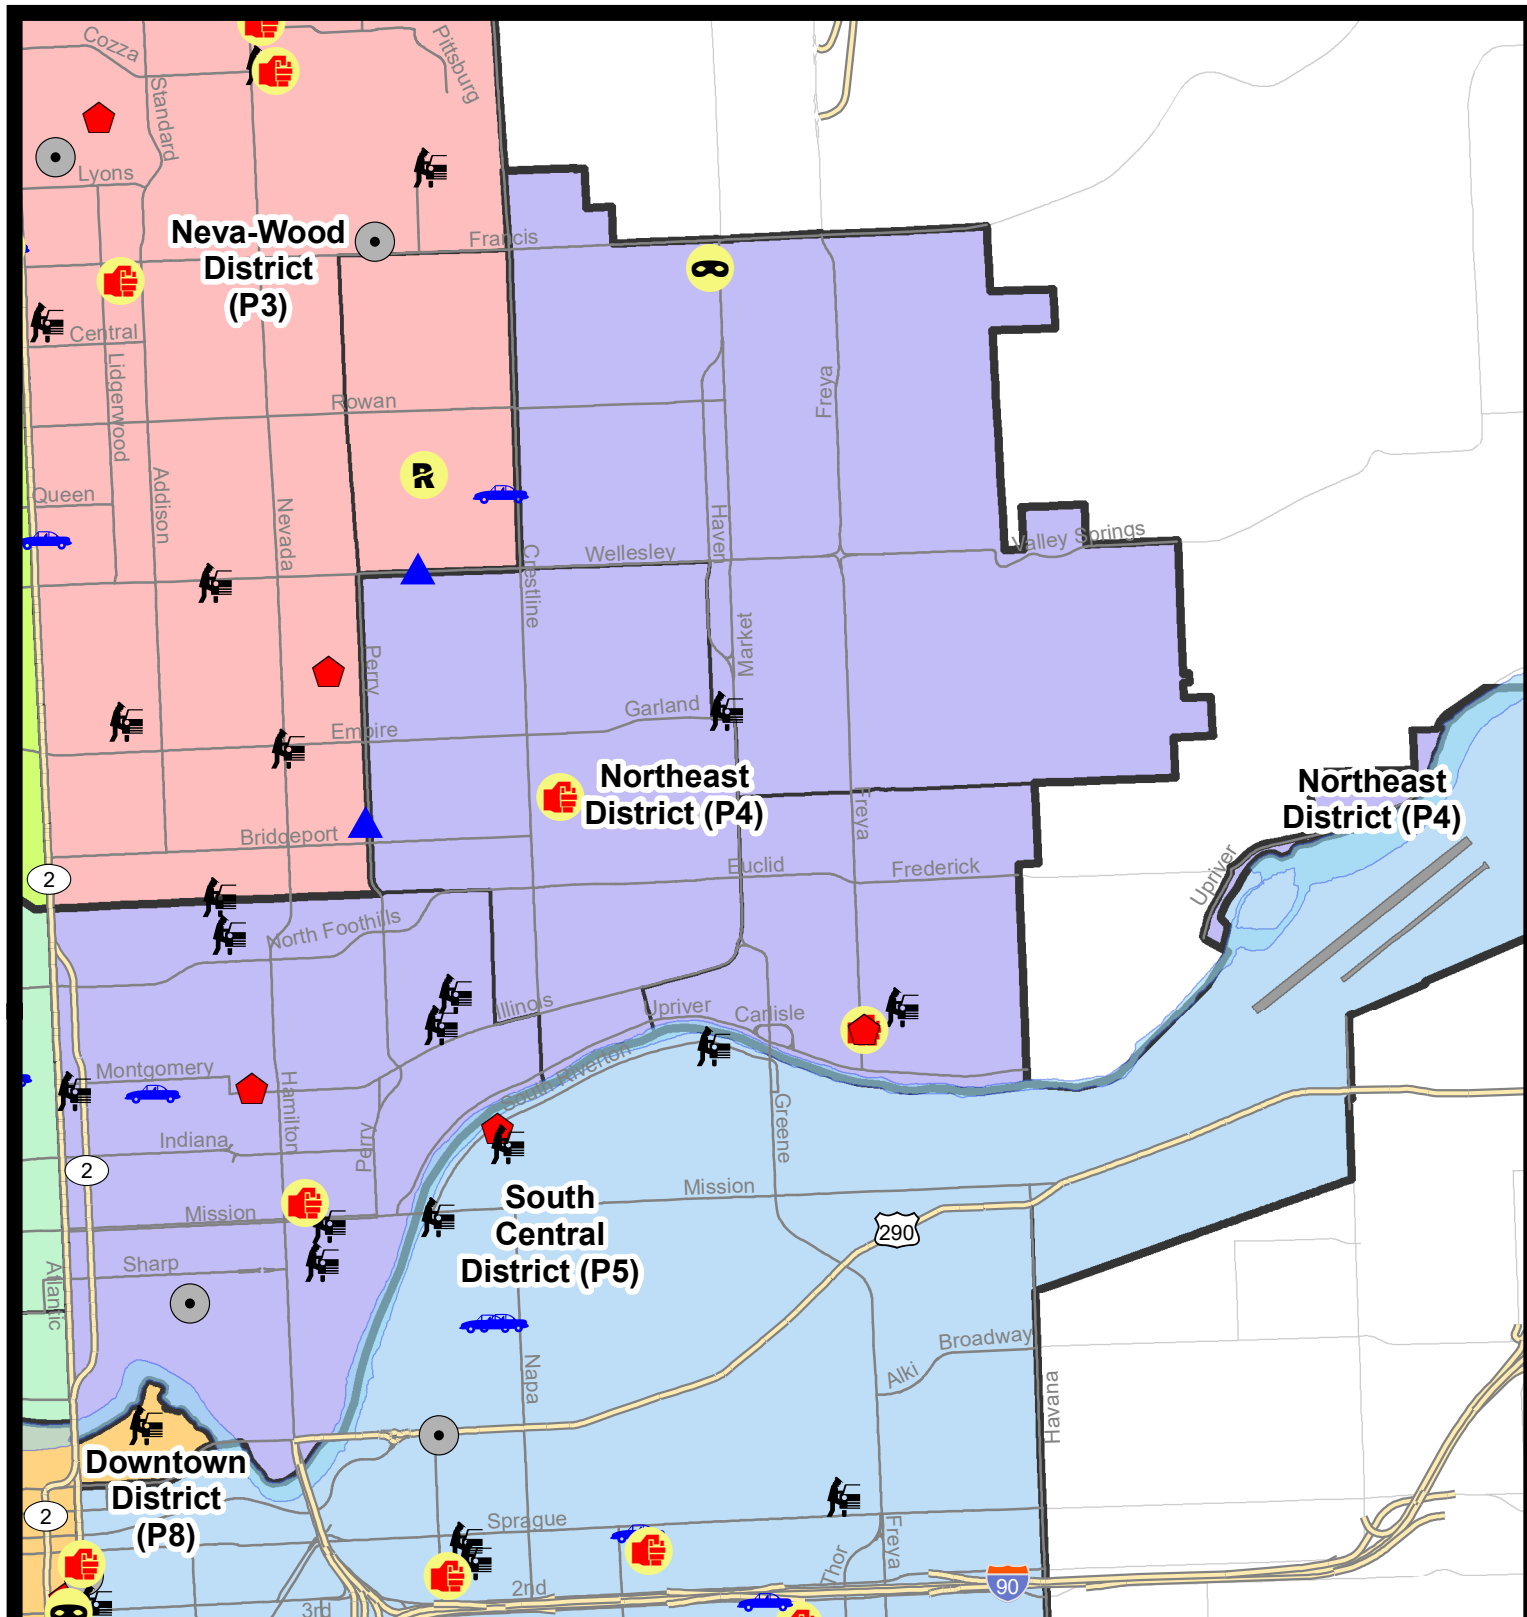 Cozza
Pittsburg
Standard
Lyons
Neva-Wood
District
(P3)
Francis
Central
Lidgerwood
Freya
Rowan
R
Queen
Addison
Nevada
Haven
Valley Springs
Wellesley
Crestline
Market
Perry
Garland
Empire
Northeast
District (P4)
Northeast
District (P4)
Freya
Bridgeport
Euclid
Frederick
Upriver
2
North Foothills
Illinois
Upriver
Carlisle
South Riverton
Montgomery
Hamilton
Greene
Indiana
Perry
2
Mission
South
Central
District (P5)
Mission
290
Sharp
Atlantic
Broadway
Alki
Napa
Havana
Downtown
District
(P8)
2
Sprague
Freya
Thor
2nd
90
3rd